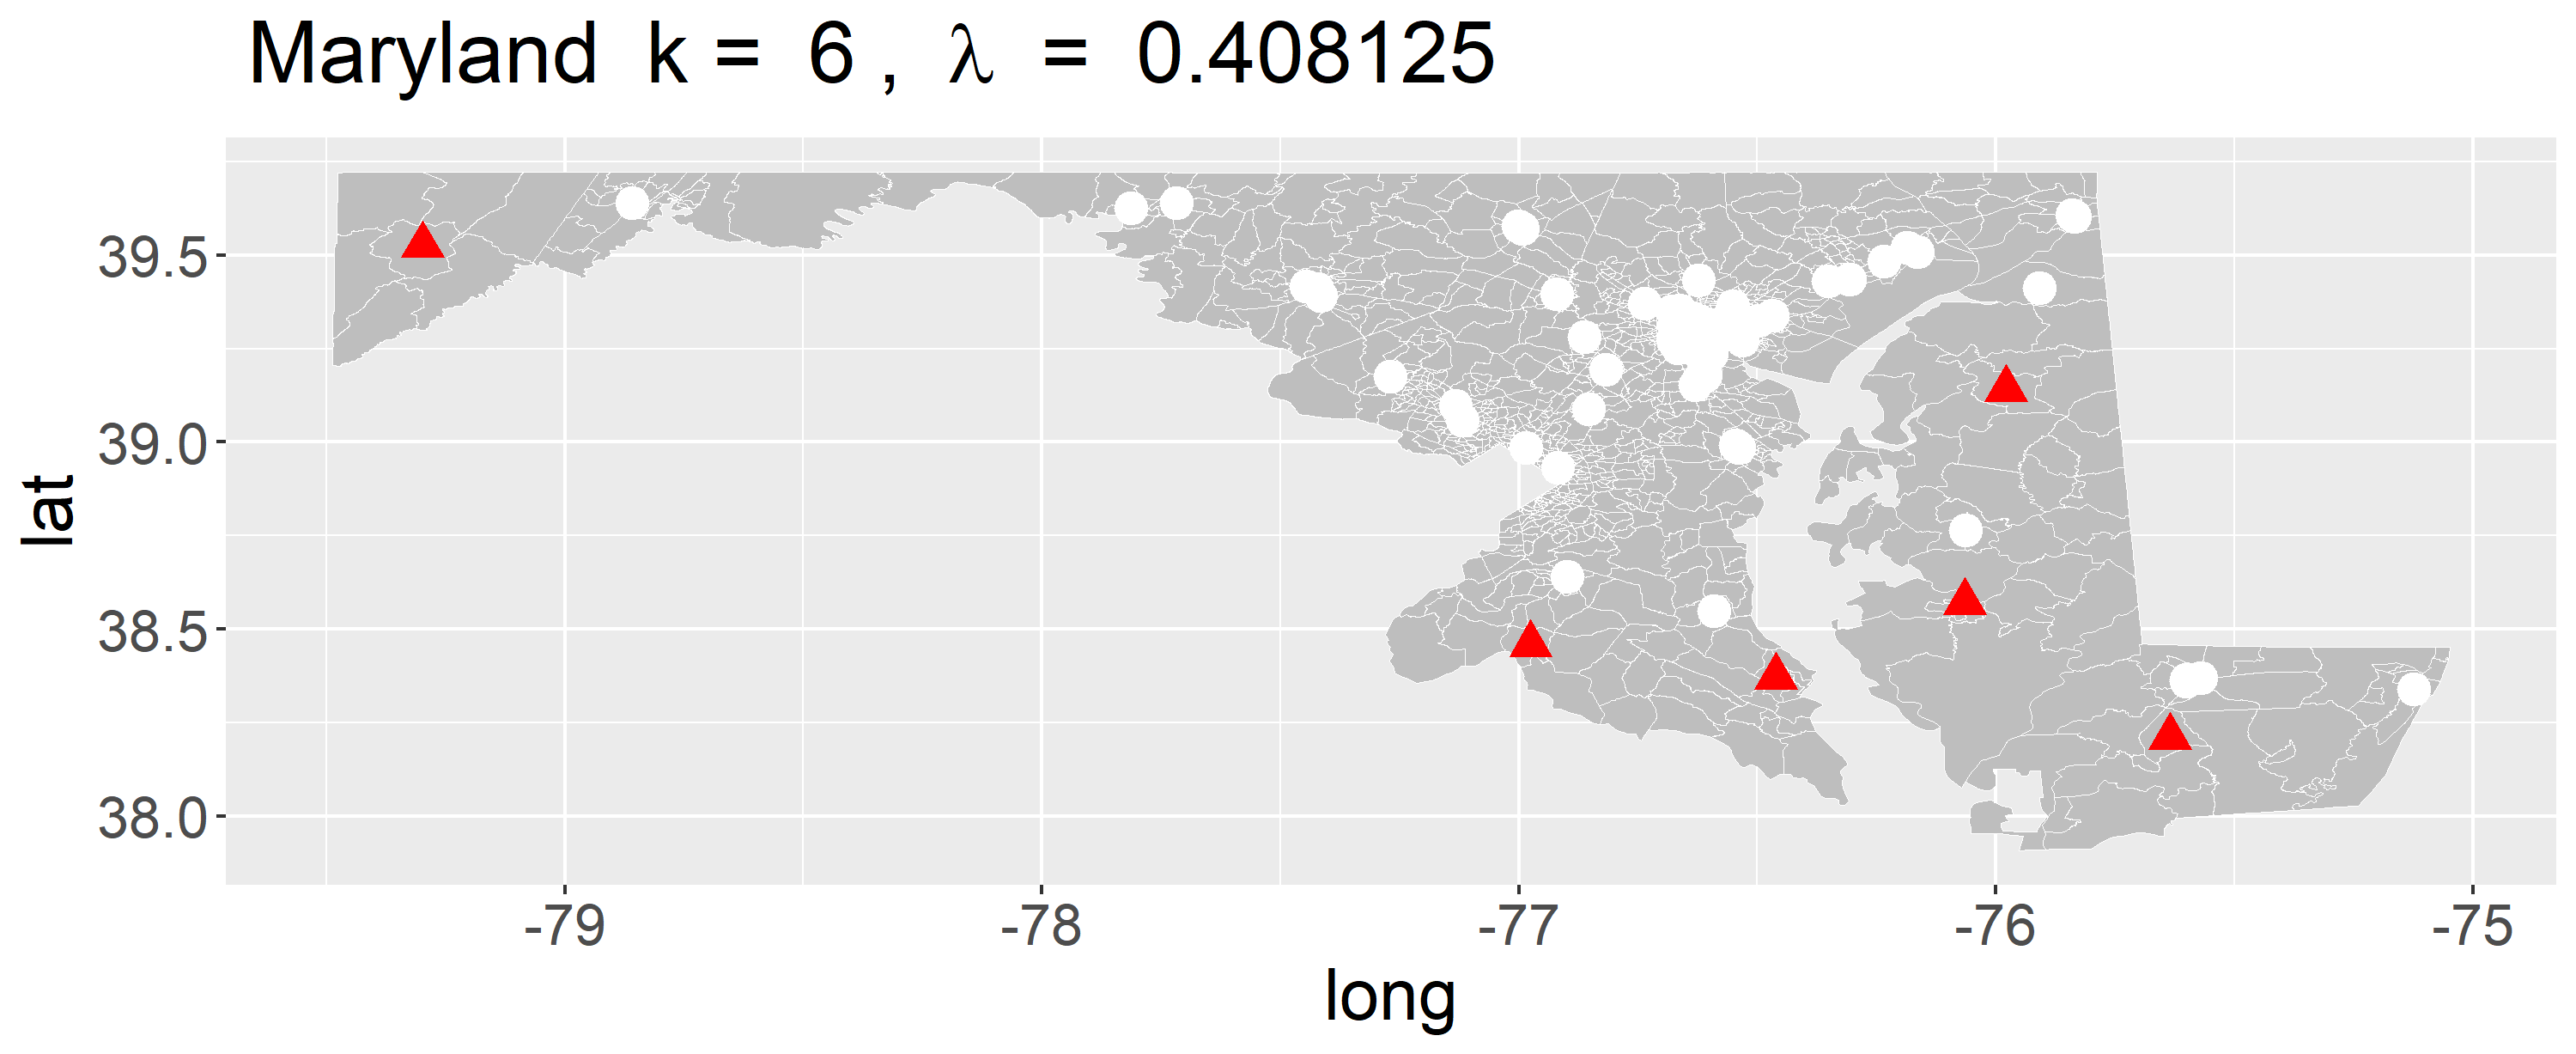 Maryland k = 6 , λ = 0.408125
39.5
39.0
38.5
38.0
lat
-79 -78 -77 -76 -75
long